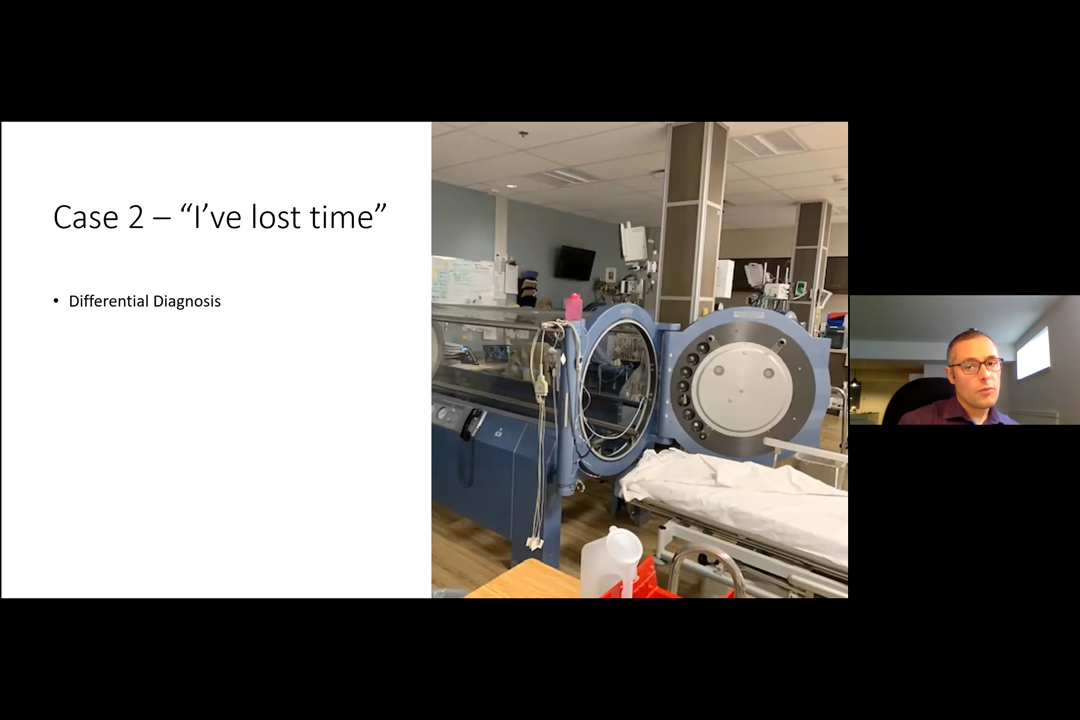 Case 2 – “I’ve lost time”
• Differential Diagnosis